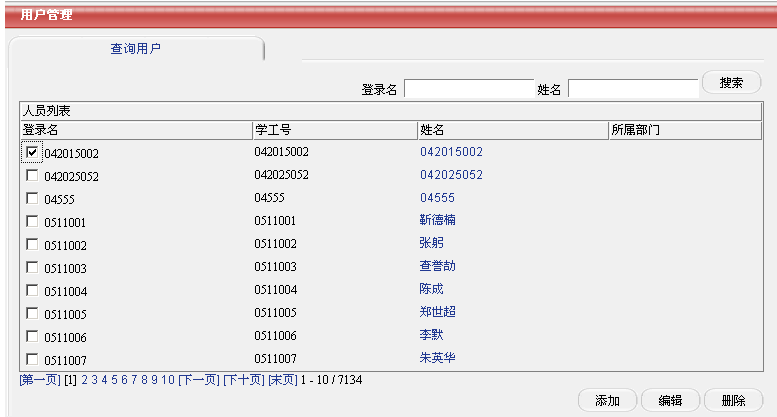 用户管理
查询用户
登录名 姓名 搜索
人员列表
登录名 学工号 姓名 所属部门
042015002 042015002 042015002
042025052 042025052 042025052
04555 04555 04555
0511001 0511001 靳德楠
0511002 0511002 张躬
0511003 0511003 查誉劼
0511004 0511004 陈成
0511005 0511005 郑世超
0511006 0511006 李默
0511007 0511007 朱英华
[第一页] [1] 2 3 4 5 6 7 8 9 10 [下一页] [下十页] [末页] 1 - 10 / 7134
添加 编辑 删除